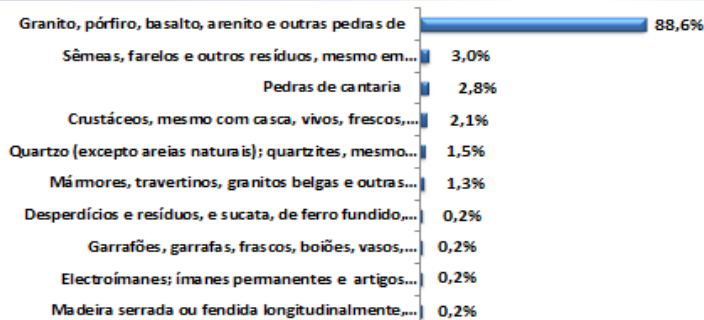 Granito, pórfiro, basalto, arenito e outras pedras de 88,6%
Sêmeas, farelos e outros resíduos, mesmo em... 3,0%
Pedras de cantaria 2,8%
Crustáceos, mesmo com casca, vivos, frescos,... 2,1%
Quartzo (excepto areias naturais); quartzites, mesmo... 1,5%
Mármores, travertinos, granitos belgas e outras... 1,3%
Desperdícios e resíduos, e sucata, de ferro fundido,... 0,2%
Garrafões, garrafas, frascos, boiões, vasos,... 0,2%
Electroímanes; ímanes permanentes e artigos... 0,2%
Madeira serrada ou fendida longitudinalmente,... 0,2%